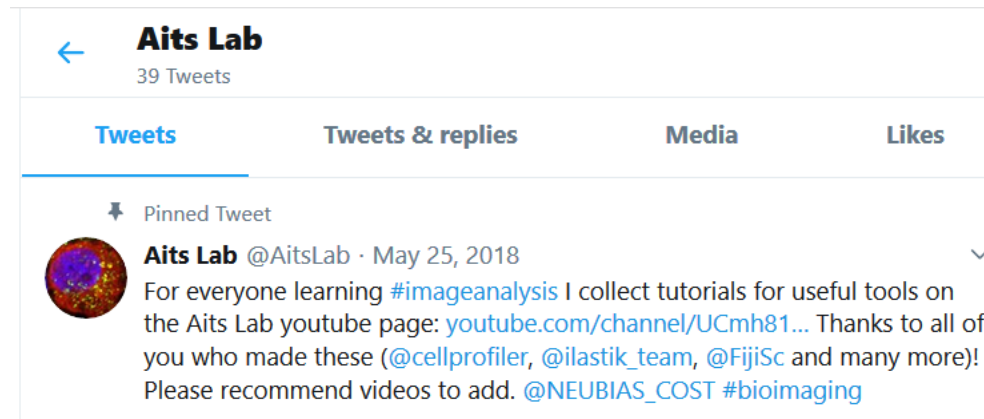 Aits Lab
39 Tweets
Tweets Tweets & replies Media Likes
Pinned Tweet
Aits Lab @AitsLab · May 25, 2018
For everyone learning #imageanalysis I collect tutorials for useful tools on
the Aits Lab youtube page: youtube.com/channel/UCmh81... Thanks to all of
you who made these (@cellprofiler, @ilastik_team, @FijiSc and many more)!
Please recommend videos to add. @NEUBIAS_COST #bioimaging